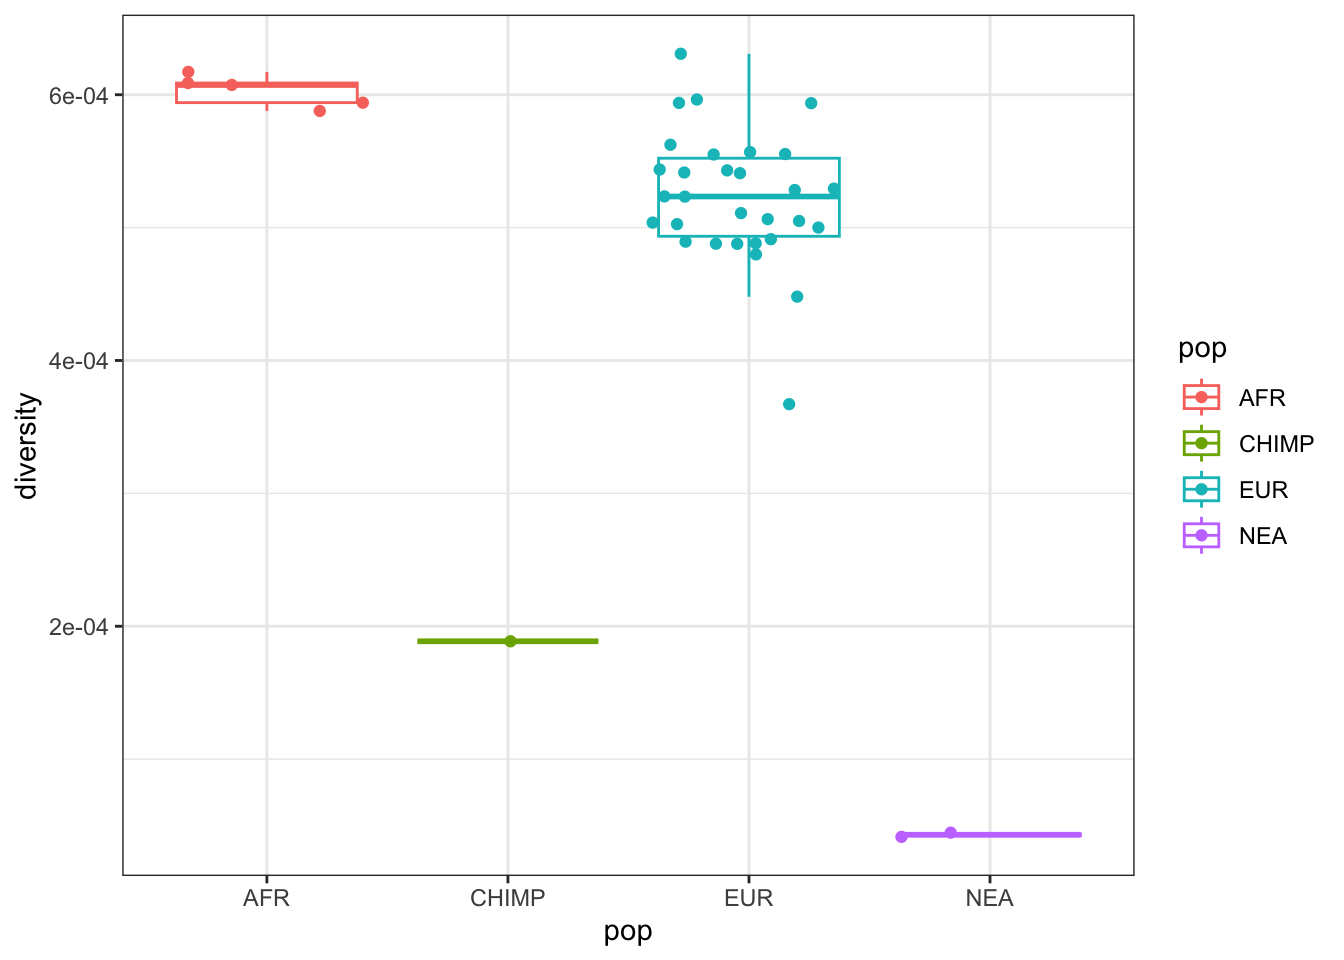 6e-04
4e-04
2e-04
diversity
AFR
CHIMP
EUR
NEA
pop
pop
AFR
CHIMP
EUR
NEA